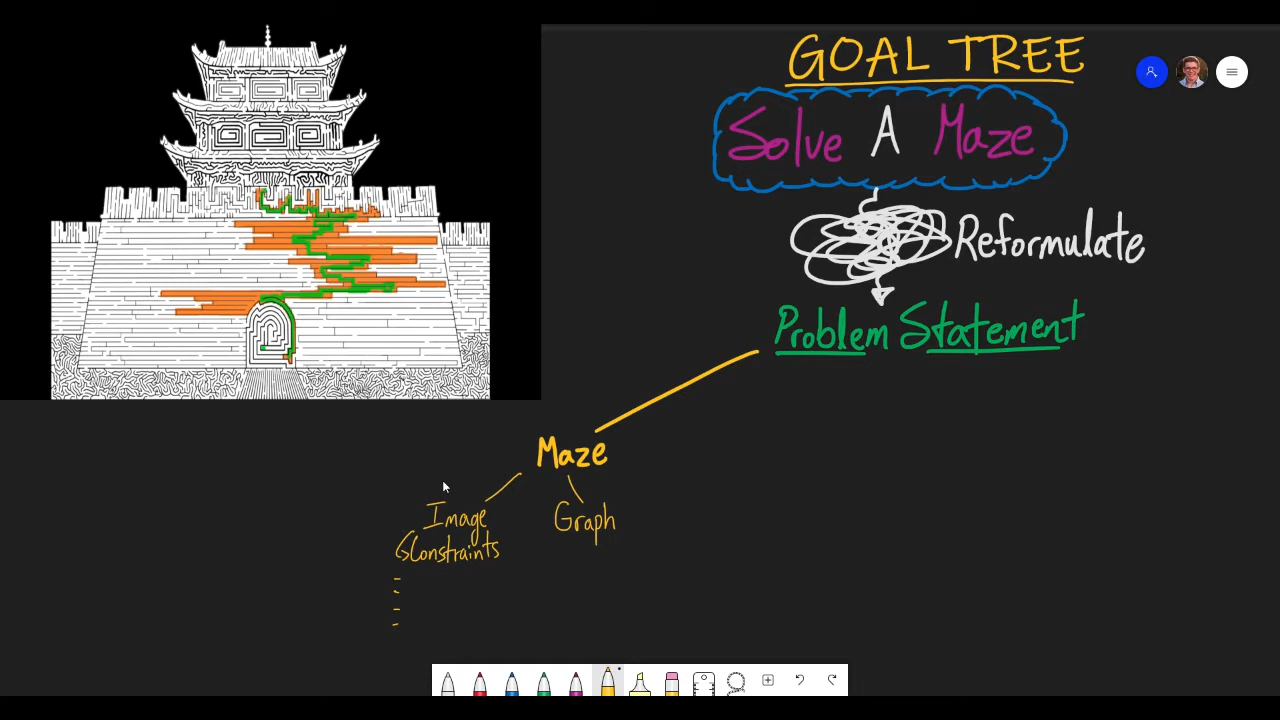 GOAL TREE
Solve A Maze
Reformulate
Problem Statement
Maze
Image
Graph
Constraints